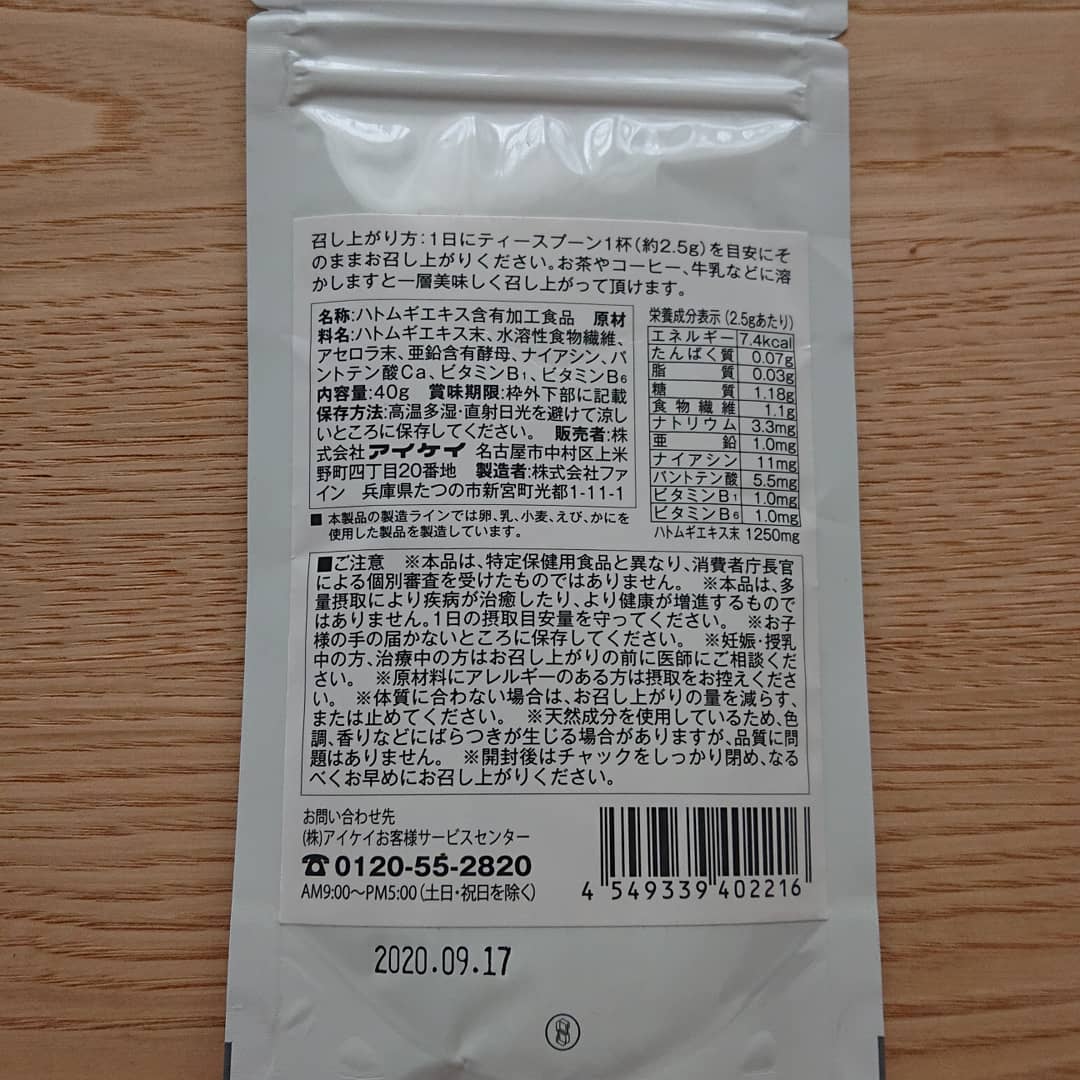 召し上がり方:1日にティースプーン1杯(約2.5g)を目安にそ
のままお召し上がりください。お茶やコーヒー、牛乳などに溶
かしますと一層美味しく召し上がって頂けます。
名称:ハトムギエキス含有加工食品 原材
料名:ハトムギエキス末、水溶性食物繊維、
アセロラ末、亜鉛含有酵母、ナイアシン、パ
ントテン酸Ca、ビタミンB1、ビタミンB6
内容量:40g 賞味期限:枠外下部に記載
保存方法:高温多湿・直射日光を避けて涼し
いところに保存してください。 販売者:株
式会社アイケイ 名古屋市中村区上米
野町四丁目20番地 製造者:株式会社ファ
イン 兵庫県たつの市新宮町光都1-11-1
■本製品の製造ラインでは卵、乳、小麦、えび、かにを
使用した製品を製造しています。
栄養成分表示(2.5gあたり)
エネルギー 7.4kcal
たんぱく質 0.07g
脂質 0.03g
糖質 1.18g
食物繊維 1.1g
ナトリウム 3.3mg
亜鉛 1.0mg
ナイアシン 11mg
パントテン酸 5.5mg
ビタミンB1 1.0mg
ビタミンB6 1.0mg
ハトムギエキス末 1250mg
■ご注意 ※本品は、特定保健用食品と異なり、消費者庁長官
による個別審査を受けたものではありません。 ※本品は、多
量摂取により疾病が治癒したり、より健康が増進するもので
はありません。1日の摂取目安量を守ってください。 ※お子
様の手の届かないところに保存してください。 ※妊娠・授乳
中の方、治療中の方はお召し上がりの前に医師にご相談くだ
さい。 ※原材料にアレルギーのある方は摂取をお控えくださ
い。 ※体質に合わない場合は、お召し上がりの量を減らす、
または止めてください。 ※天然成分を使用しているため、色
調、香りなどにばらつきが生じる場合がありますが、品質に問
題はありません。 ※開封後はチャックをしっかり閉め、なる
べくお早めにお召し上がりください。
お問い合わせ先
(株)アイケイお客様サービスセンター
☎0120-55-2820
AM9:00〜PM5:00(土日・祝日を除く)
4 549339 402216
2020.09.17